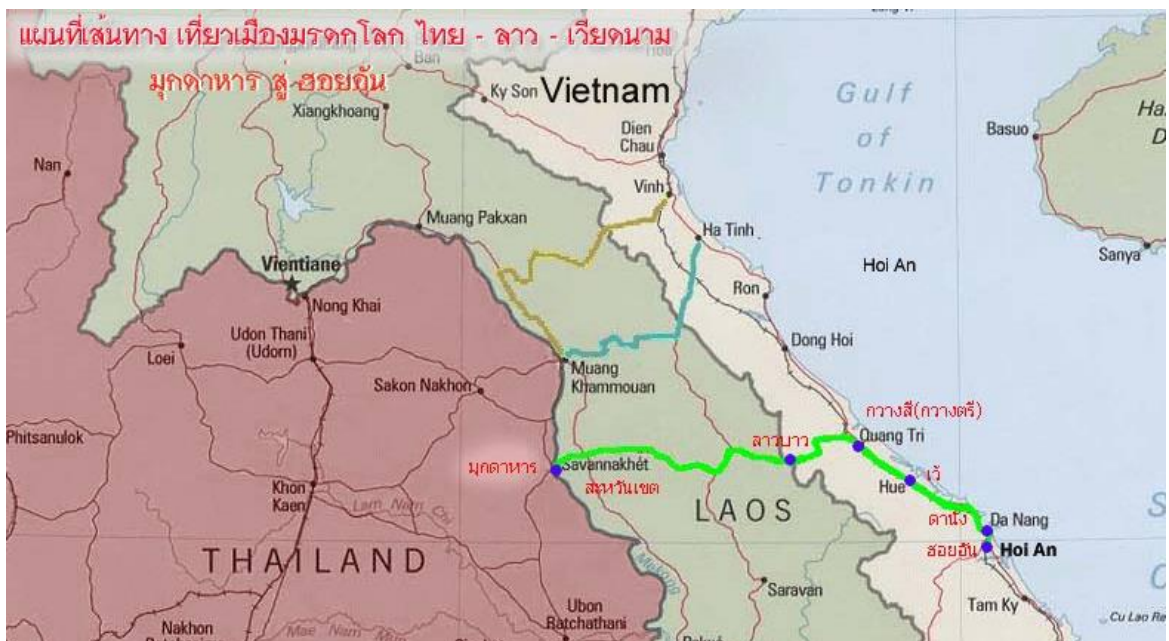 แผนที่เส้นทาง เที่ยวเมืองมรดกโลก ไทย - ลาว - เวียดนาม
มุกดาหาร สู่ ฮอยอัน
Ban
Ky Son
Vietnam
Xiangkhoang
Gulf
of
Tonkin
Dien
Chau
Basuo
Nan
Vinh
Muang Pakxan
Ha Tinh
Sanya
Vientiane
Hoi An
Nong Khai
Ron
Udon Thani
(Udorn)
Loei
Dong Hoi
Muang
Khammouan
Sakon Nakhon
Phitsanulok
กวางสี(กวางตรี)
ลาวบาว
Quang Tri
มุกดาหาร
Savannakhét
สะหวันเขต
เว้
Hue
Khon
Kaen
Lam Nam Chi
LAOS
ดานัง
Da Nang
ฮอยอัน
Hoi An
THAILAND
Mekong
Saravan
Tam Ky
Ubon
Ratchathani
Cu Lao Re
Nakhon
Mae Nam Mun